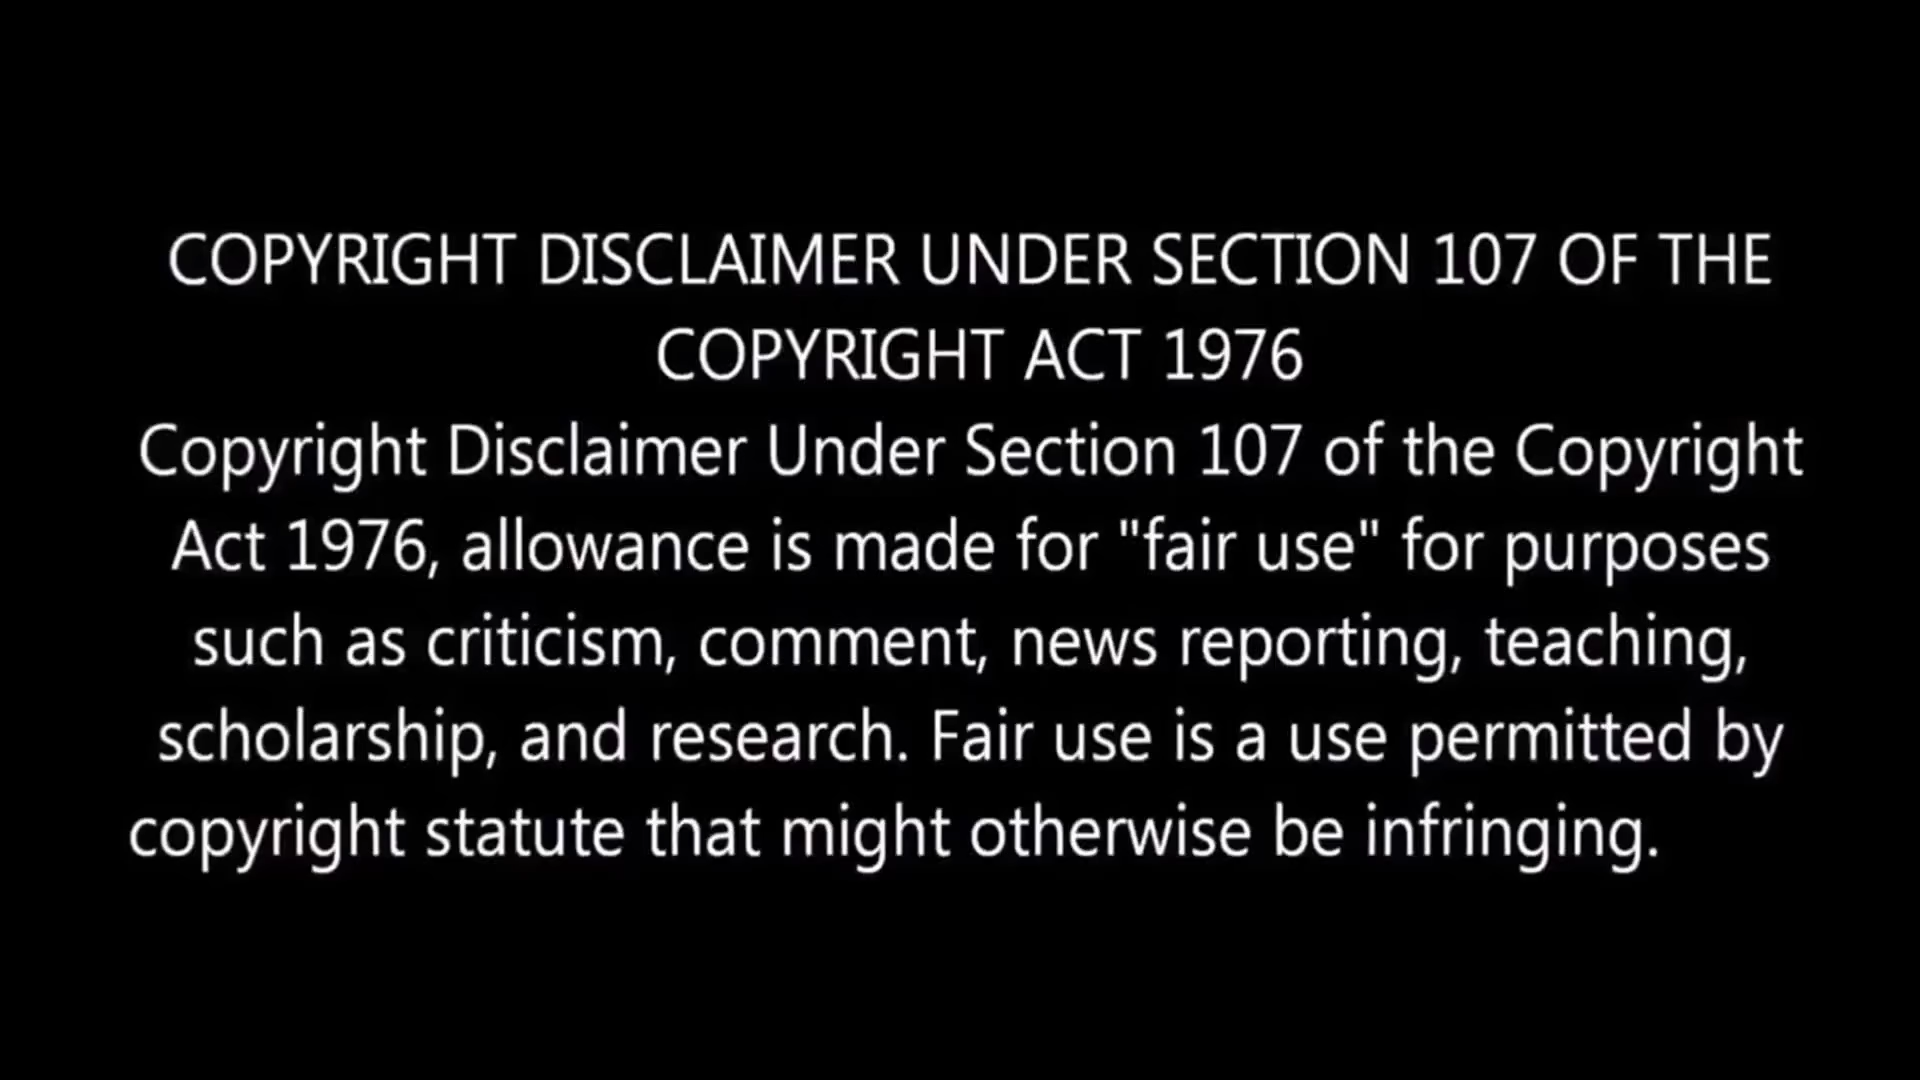 COPYRIGHT DISCLAIMER UNDER SECTION 107 OF THE
COPYRIGHT ACT 1976
Copyright Disclaimer Under Section 107 of the Copyright
Act 1976, allowance is made for "fair use" for purposes
such as criticism, comment, news reporting, teaching,
scholarship, and research. Fair use is a use permitted by
copyright statute that might otherwise be infringing.